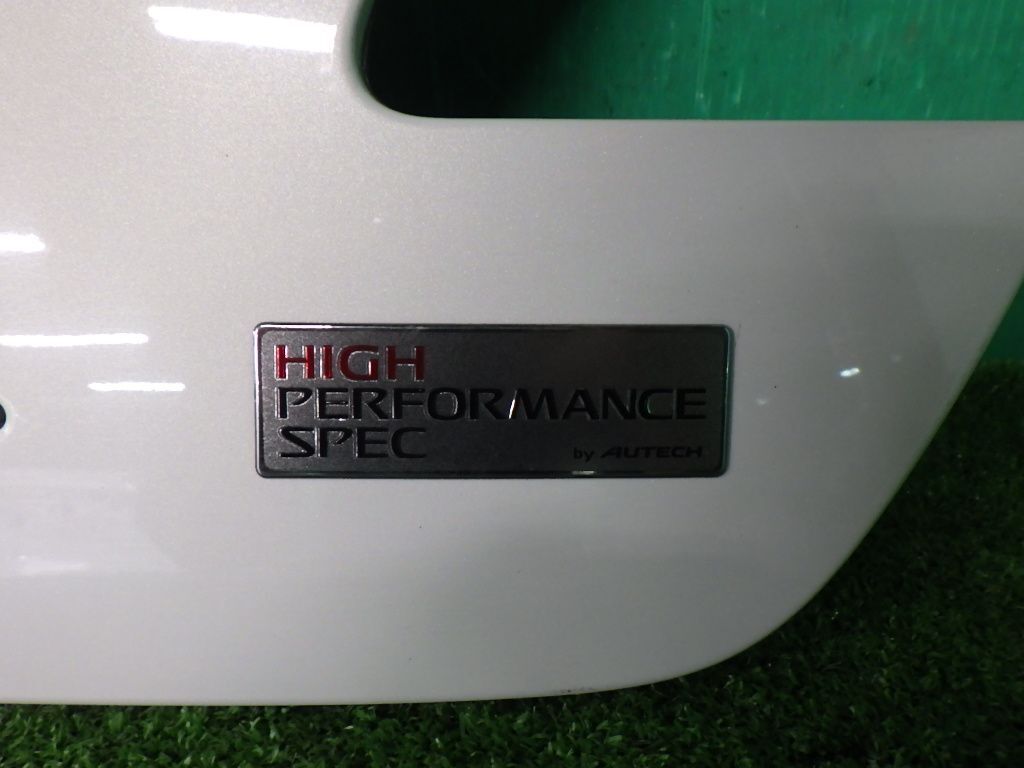 HIGH
PERFORMANCE
SPEC
by AUTECH